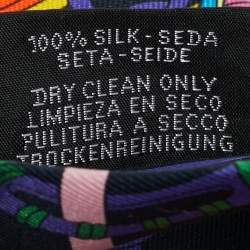 100% SILK-SEDA
SETA-SEIDE
DRY CLEAN ONLY
LIMPIEZA EN SECO
PULITURA A SECCO
TROCKENREINIGUNG